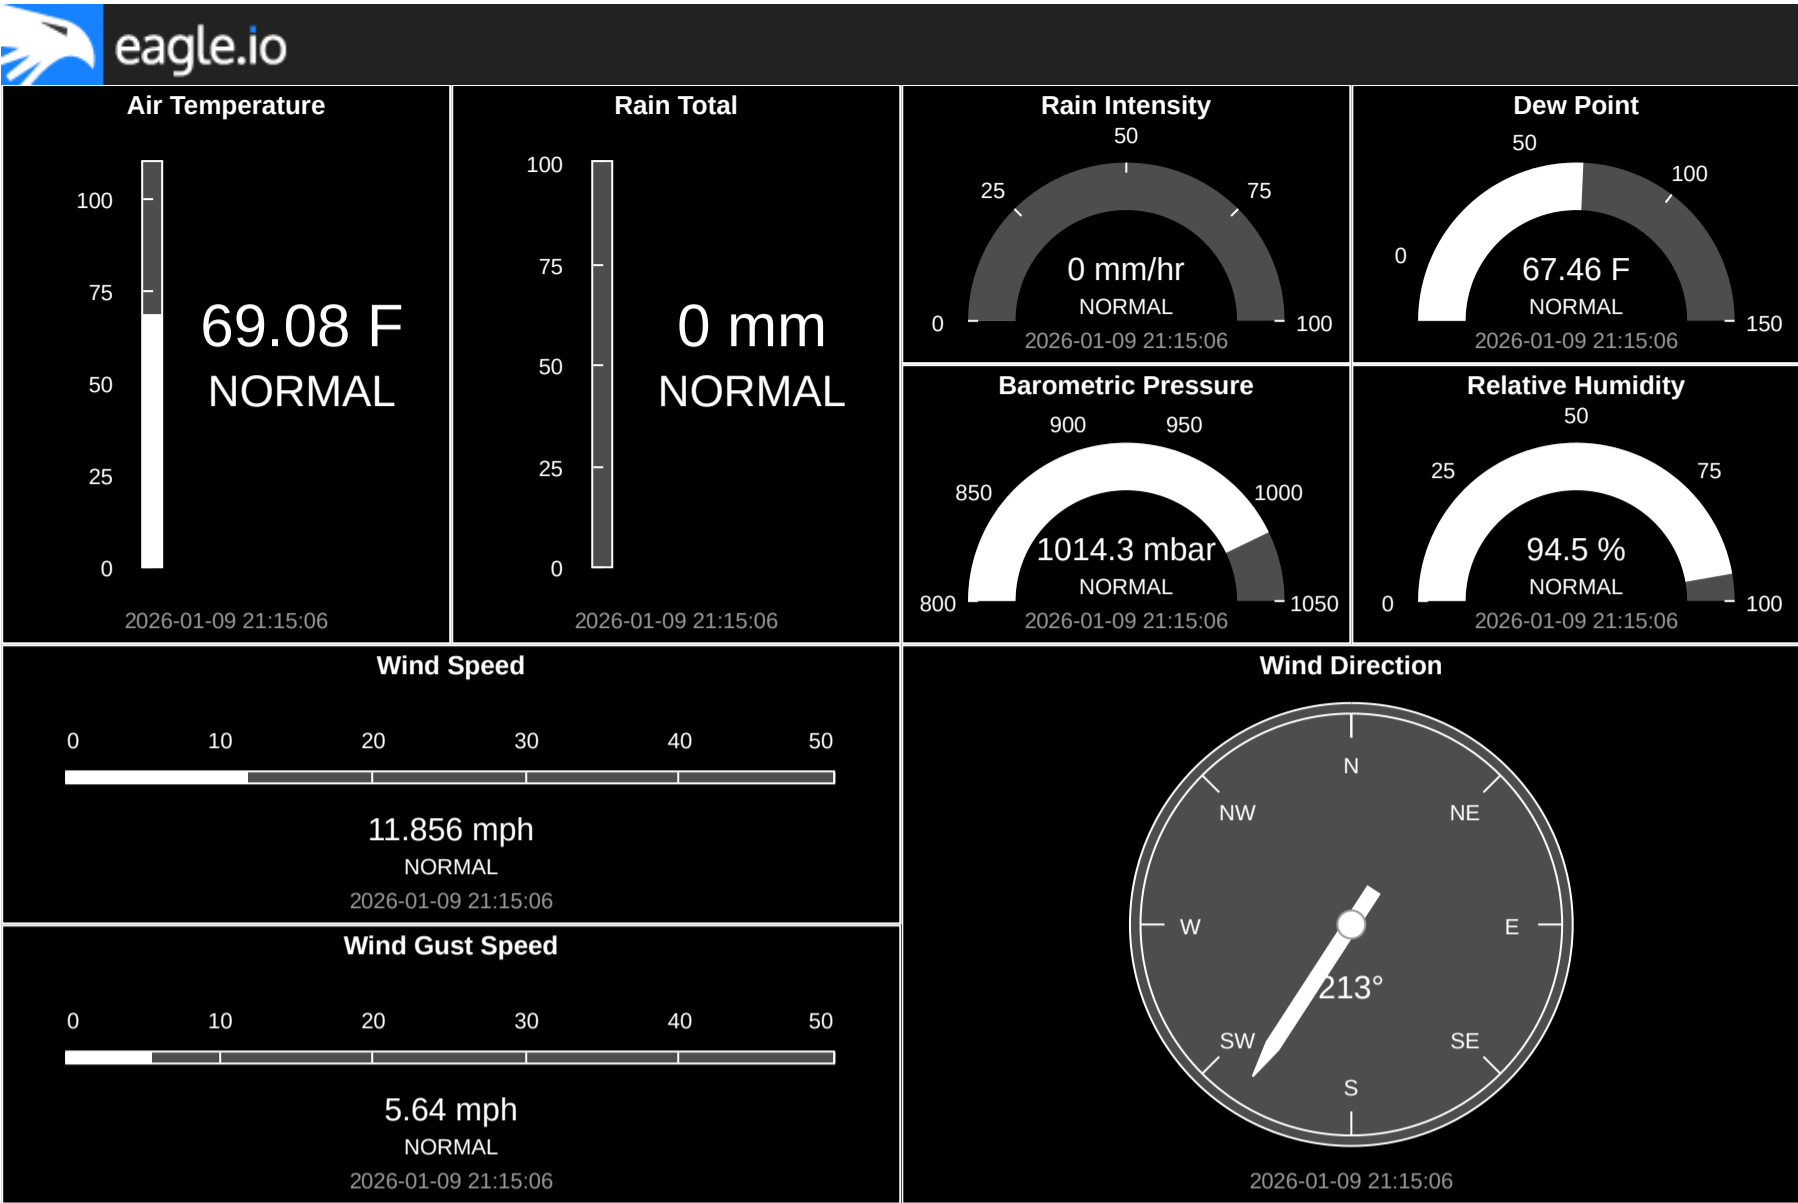 eagle.io
Air Temperature
100
75
50
25
0
69.08 F
NORMAL
2026-01-09 21:15:06
Rain Total
100
75
50
25
0
0 mm
NORMAL
2026-01-09 21:15:06
Rain Intensity
0
25
50
75
100
0 mm/hr
NORMAL
2026-01-09 21:15:06
Dew Point
0
50
100
150
67.46 F
NORMAL
2026-01-09 21:15:06
Barometric Pressure
800
850
900
950
1000
1050
1014.3 mbar
NORMAL
2026-01-09 21:15:06
Relative Humidity
0
25
50
75
100
94.5 %
NORMAL
2026-01-09 21:15:06
Wind Speed
0 10 20 30 40 50
11.856 mph
NORMAL
2026-01-09 21:15:06
Wind Gust Speed
0 10 20 30 40 50
5.64 mph
NORMAL
2026-01-09 21:15:06
Wind Direction
N
NW NE
W E
213°
SW SE
S
2026-01-09 21:15:06